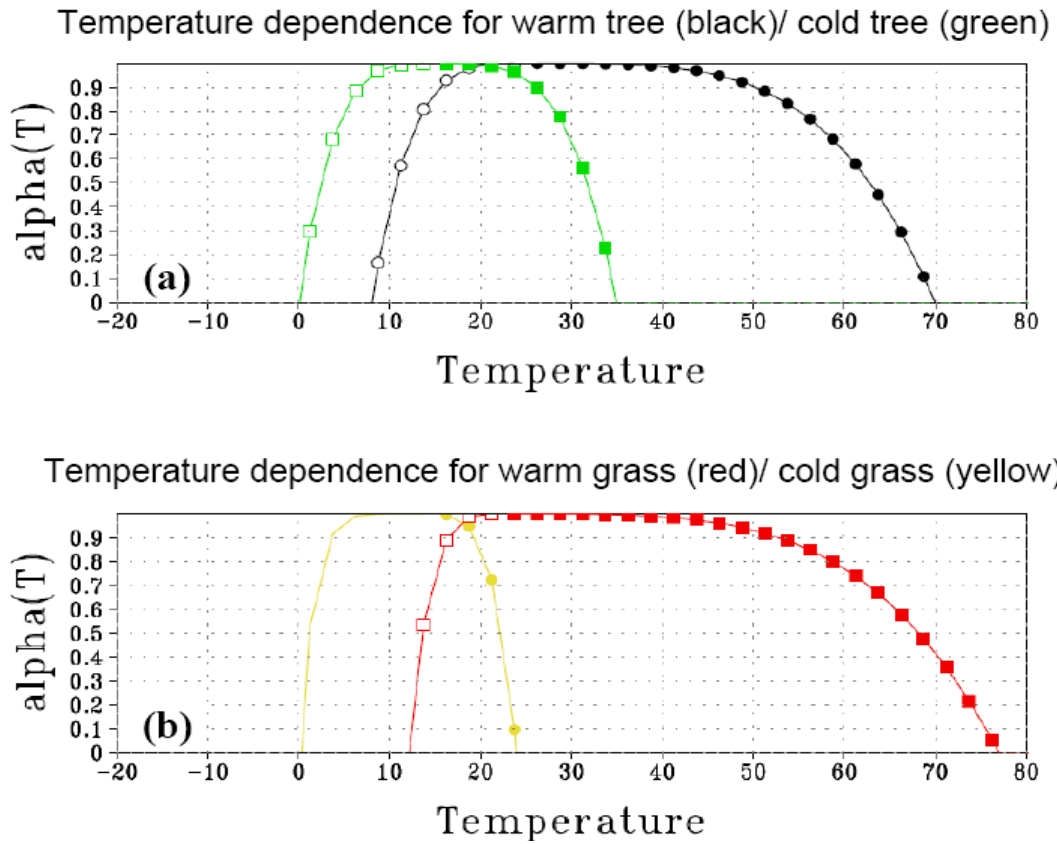 Temperature dependence for warm tree (black)/ cold tree (green)
0.9
0.8
0.7
0.6
0.5
0.4
0.3
0.2
0.1
0
alpha(T)
(a)
-20 -10 0 10 20 30 40 50 60 70 80
Temperature
Temperature dependence for warm grass (red)/ cold grass (yellow)
0.9
0.8
0.7
0.6
0.5
0.4
0.3
0.2
0.1
0
alpha(T)
(b)
-20 -10 0 10 20 30 40 50 60 70 80
Temperature